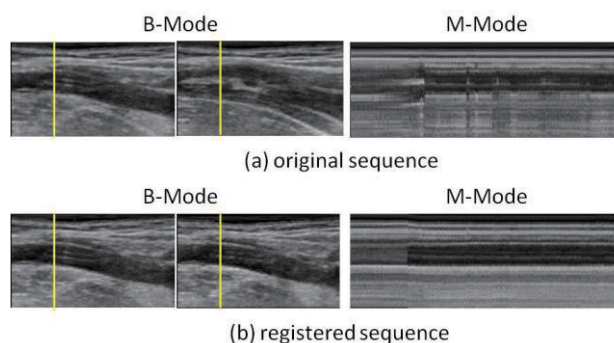 B-Mode M-Mode
(a) original sequence
B-Mode M-Mode
(b) registered sequence